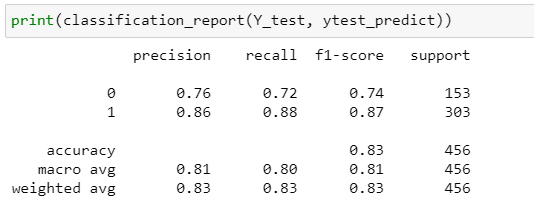 print(classification_report(Y_test, ytest_predict))
precision recall f1-score support
0 0.76 0.72 0.74 153
1 0.86 0.88 0.87 303
accuracy 0.83 456
macro avg 0.81 0.80 0.81 456
weighted avg 0.83 0.83 0.83 456